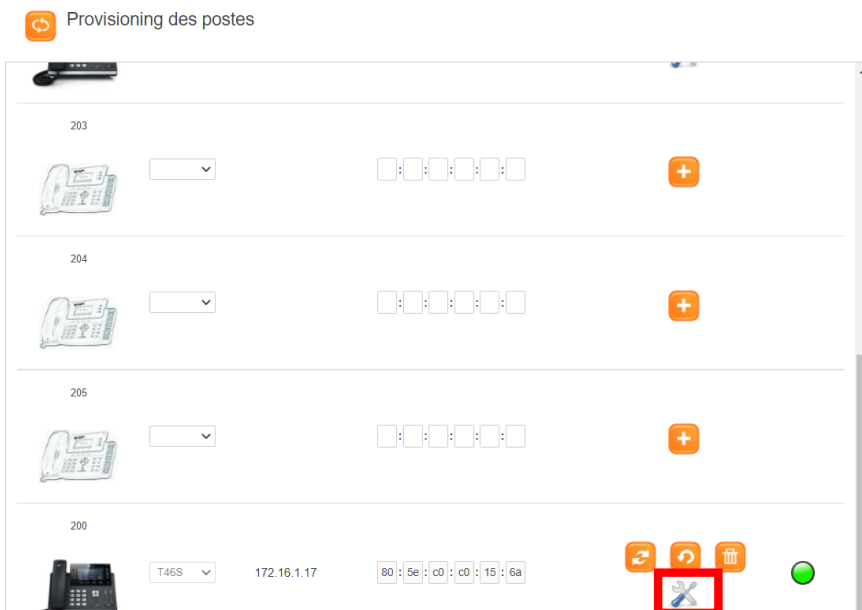 Provisioning des postes
203
: : : : :
204
: : : : :
205
: : : : :
200
T46S 172.16.1.17 80 : 5e : c0 : c0 : 15 : 6a